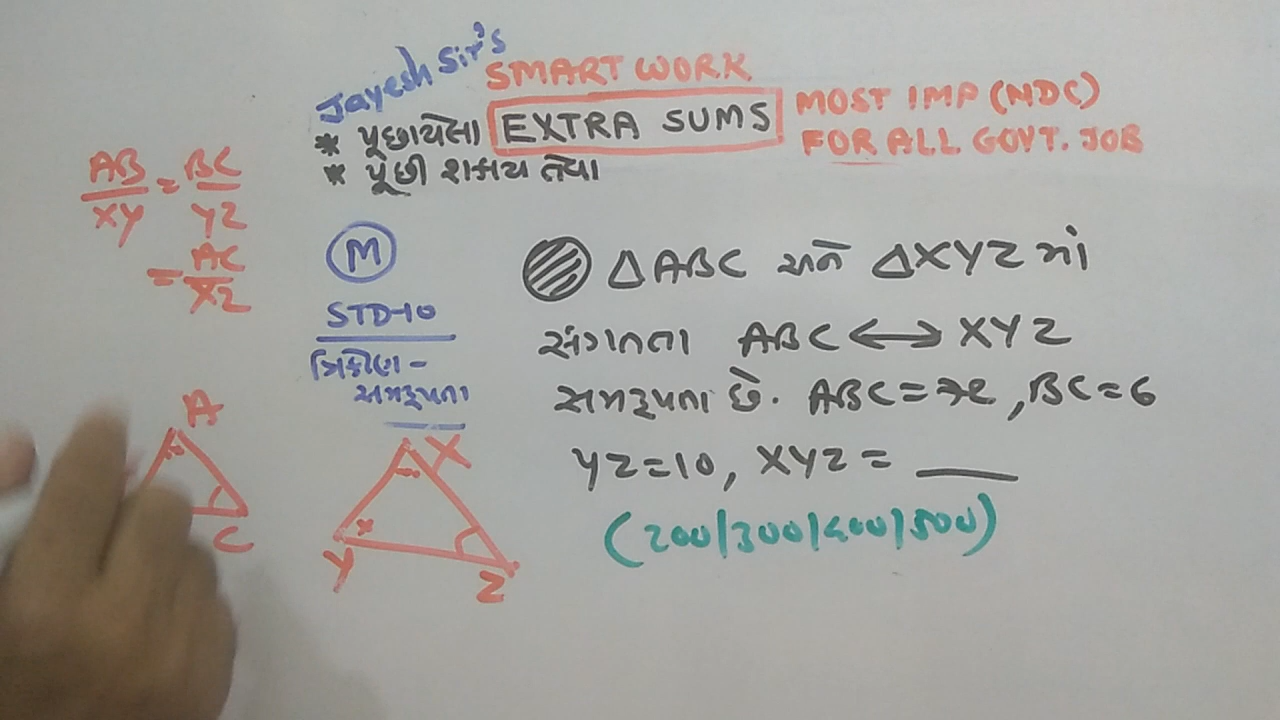 Jayesh Sir's
SMART WORK
* પૂછાયેલા EXTRA SUMS
* પૂછી શકાય તેવા
MOST IMP (NDC)
FOR ALL GOVT. JOB
AB/XY = BC/YZ
= AC/XZ
M
STD-10
ત્રિકોણ-
સમરૂપતા
△ABC અને △XYZ માં
સંગતતા ABC ↔ XYZ
સમરૂપતા છે. ABC = ૭૨, BC = 6
YZ = 10, XYZ = ___
(200/300/400/500)
A
C
X
Y
Z